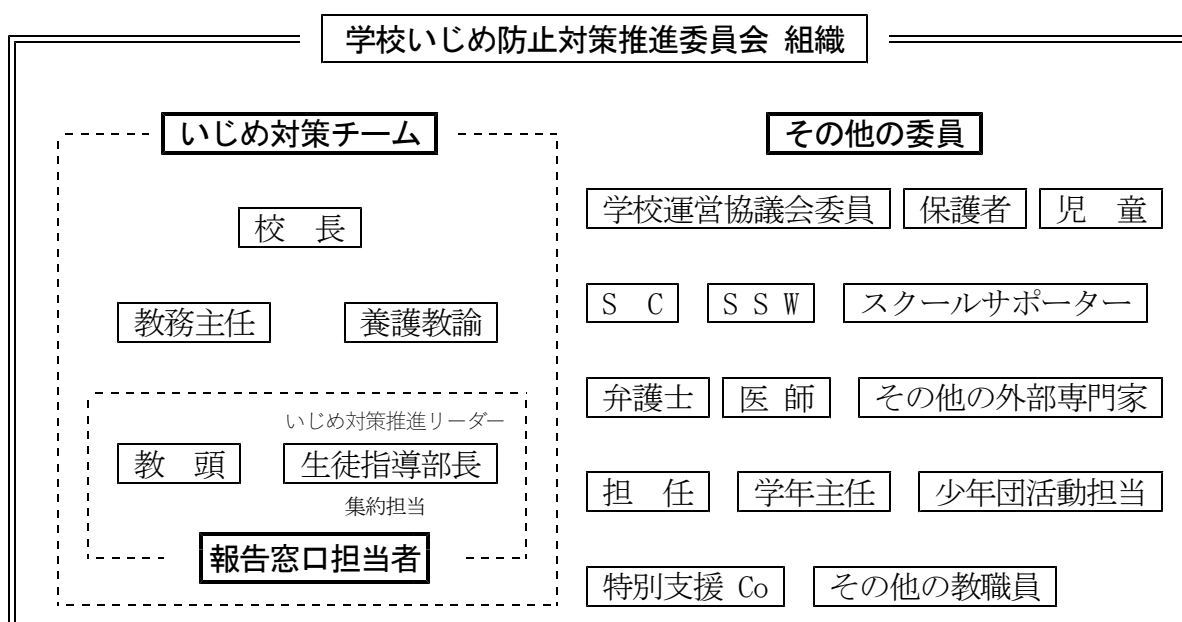 学校いじめ防止対策推進委員会 組織
いじめ対策チーム
校　長
教務主任　養護教諭
いじめ対策推進リーダー
教　頭　生徒指導部長
集約担当
報告窓口担当者
その他の委員
学校運営協議会委員　保護者　児　童
S　C　S S W　スクールサポーター
弁護士　医 師　その他の外部専門家
担　任　学年主任　少年団活動担当
特別支援 Co　その他の教職員